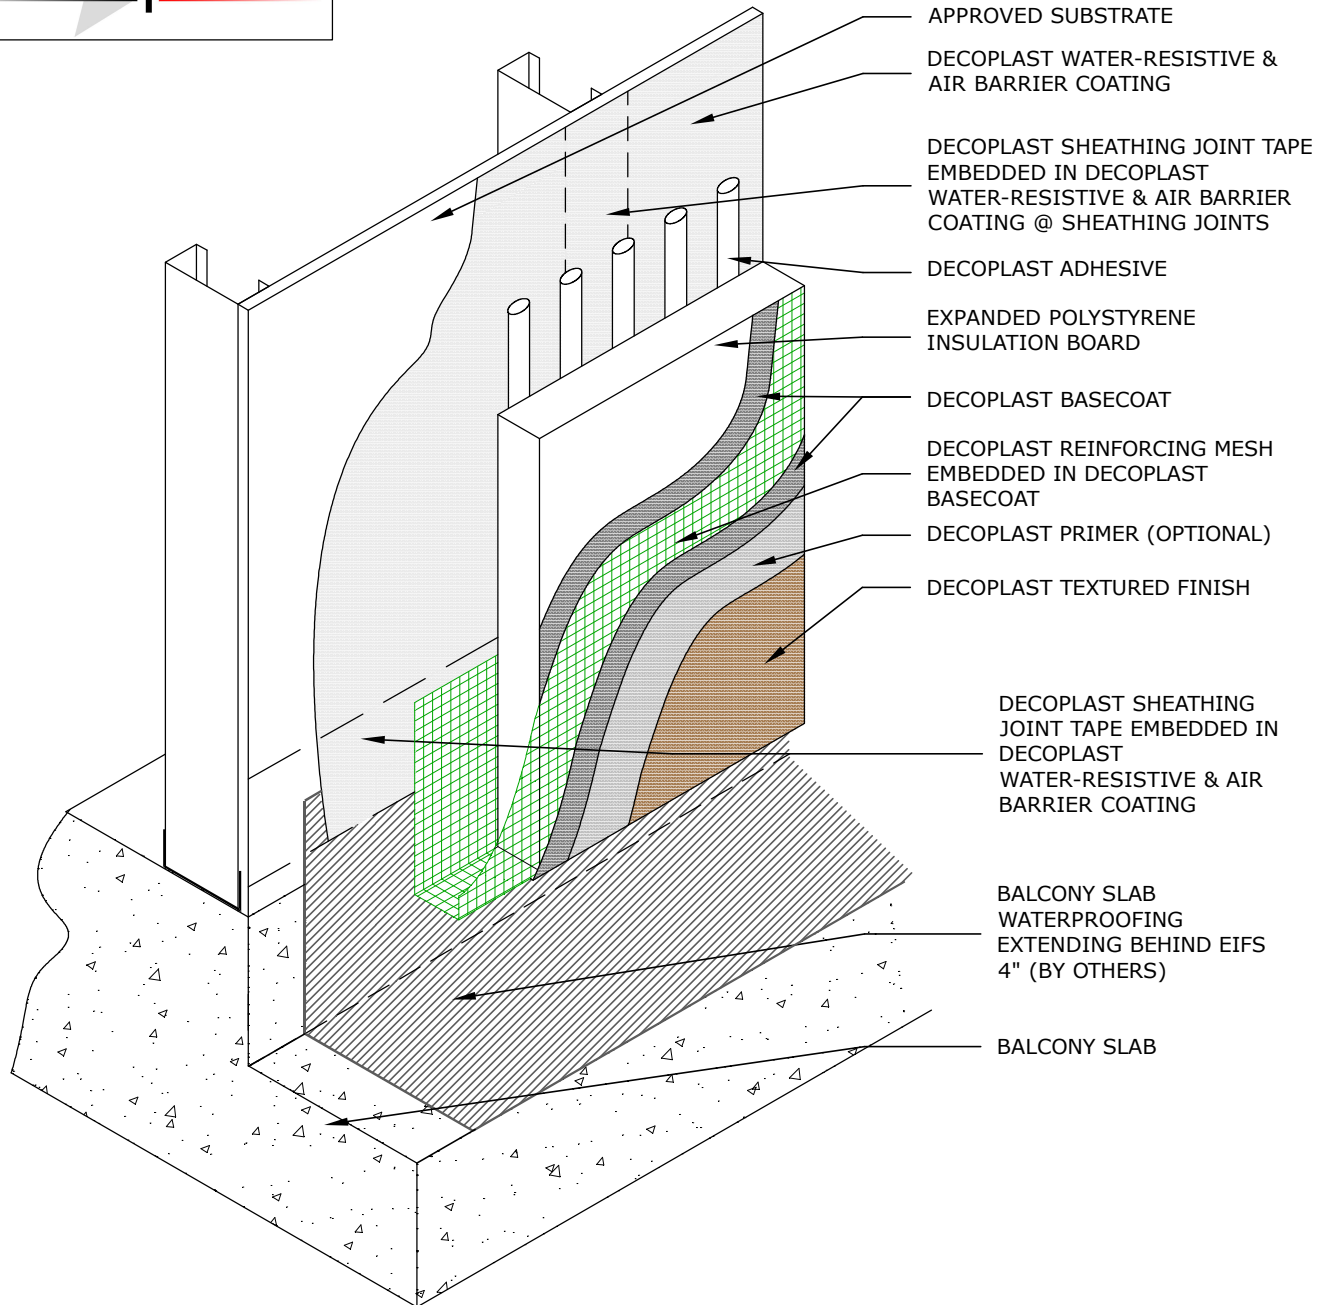 APPROVED SUBSTRATE
DECOPLAST WATER-RESISTIVE &
AIR BARRIER COATING
DECOPLAST SHEATHING JOINT TAPE
EMBEDDED IN DECOPLAST
WATER-RESISTIVE & AIR BARRIER
COATING @ SHEATHING JOINTS
DECOPLAST ADHESIVE
EXPANDED POLYSTYRENE
INSULATION BOARD
DECOPLAST BASECOAT
DECOPLAST REINFORCING MESH
EMBEDDED IN DECOPLAST
BASECOAT
DECOPLAST PRIMER (OPTIONAL)
DECOPLAST TEXTURED FINISH
DECOPLAST SHEATHING
JOINT TAPE EMBEDDED IN
DECOPLAST
WATER-RESISTIVE & AIR
BARRIER COATING
BALCONY SLAB
WATERPROOFING
EXTENDING BEHIND EIFS
4" (BY OTHERS)
BALCONY SLAB